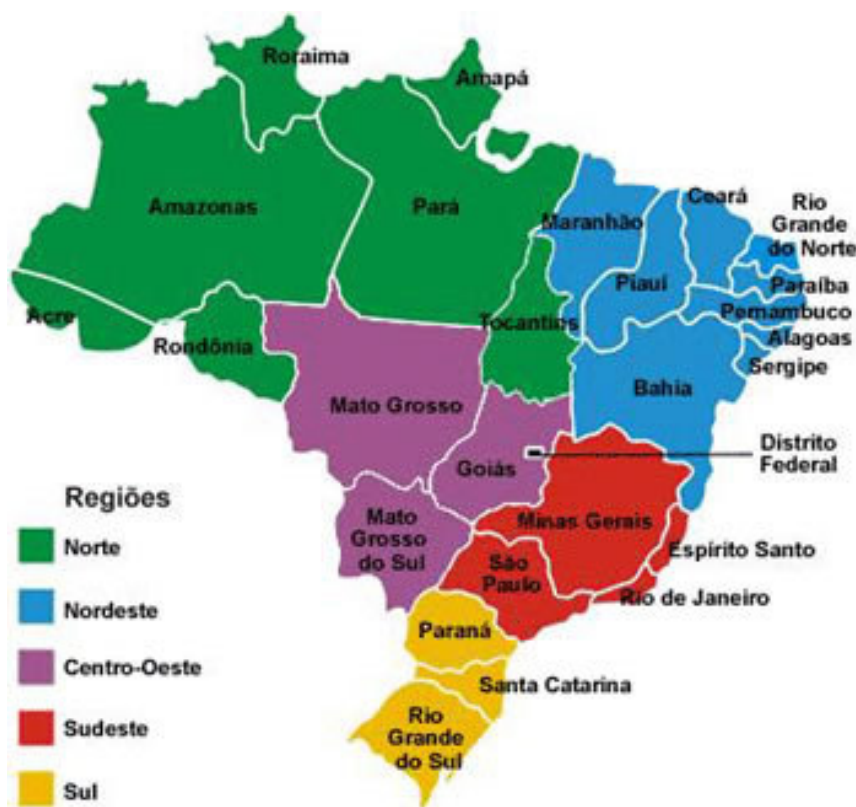 Roraima
Amapá
Amazonas
Pará
Maranhão
Ceará
Rio
Grande
do Norte
Piauí
Paraíba
Pernambuco
Alagoas
Sergipe
Acre
Rondônia
Tocantins
Bahia
Mato Grosso
Goiás
Distrito
Federal
Mato
Grosso
do Sul
Minas Gerais
Espírito Santo
São
Paulo
Rio de Janeiro
Paraná
Santa Catarina
Rio
Grande
do Sul
Regiões
Norte
Nordeste
Centro-Oeste
Sudeste
Sul